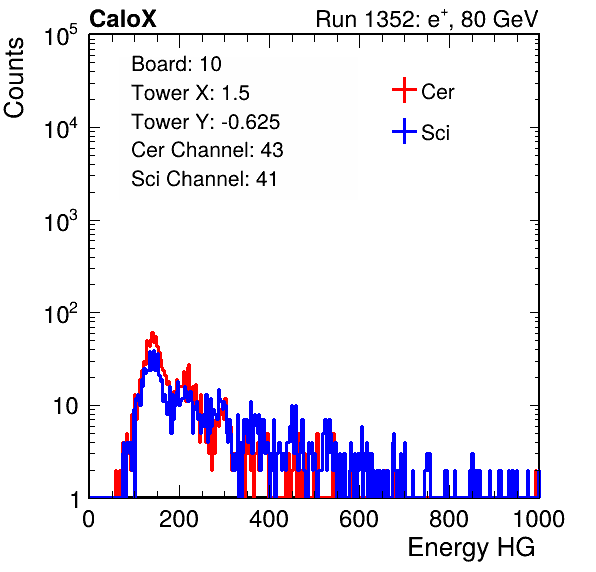 CaloX Run 1352: e+, 80 GeV
Counts
10^5
Board: 10
Tower X: 1.5
Tower Y: -0.625
Cer Channel: 43
Sci Channel: 41
Cer
Sci
10^4
10^3
10^2
10
1
0 200 400 600 800 1000
Energy HG